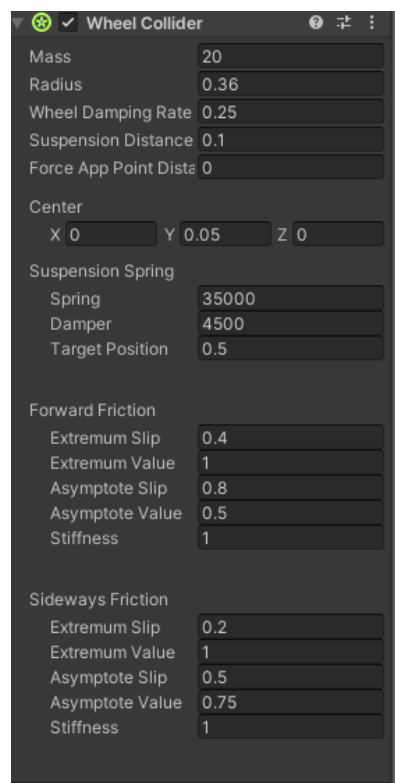 Wheel Collider
Mass 20
Radius 0.36
Wheel Damping Rate 0.25
Suspension Distance 0.1
Force App Point Dista 0
Center
X 0 Y 0.05 Z 0
Suspension Spring
Spring 35000
Damper 4500
Target Position 0.5
Forward Friction
Extremum Slip 0.4
Extremum Value 1
Asymptote Slip 0.8
Asymptote Value 0.5
Stiffness 1
Sideways Friction
Extremum Slip 0.2
Extremum Value 1
Asymptote Slip 0.5
Asymptote Value 0.75
Stiffness 1